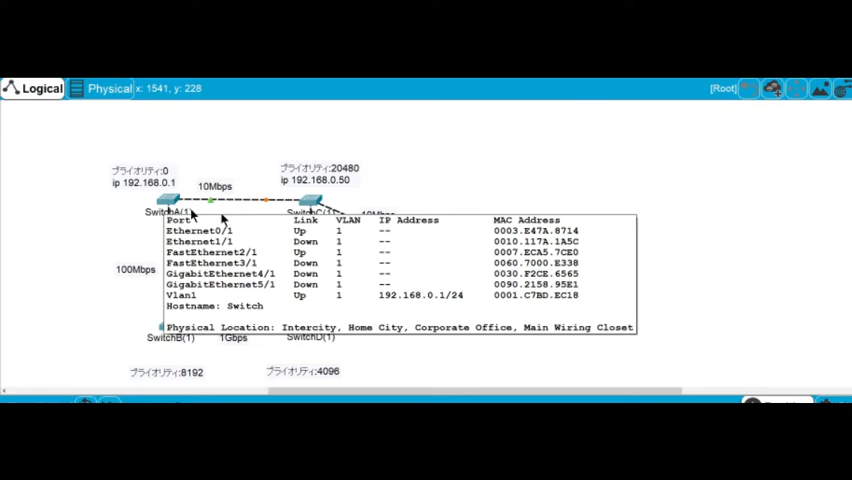 Logical
Physical
x: 1541, y: 228
[Root]
プライオリティ:0
ip 192.168.0.1
10Mbps
プライオリティ:20480
ip 192.168.0.50
SwitchA(1)
Port Link VLAN IP Address MAC Address
Ethernet0/1 Up 1 -- 0003.E47A.8714
Ethernet1/1 Down 1 -- 0010.117A.1A5C
FastEthernet2/1 Up 1 -- 0007.ECA5.7CE0
FastEthernet3/1 Down 1 -- 0060.7000.E338
100Mbps
GigabitEthernet4/1 Down 1 -- 0030.F2CE.6565
GigabitEthernet5/1 Down 1 -- 0090.2158.95E1
Vlan1 Up 1 192.168.0.1/24 0001.C7BD.EC18
Hostname: Switch
Physical Location: Intercity, Home City, Corporate Office, Main Wiring Closet
SwitchB(1)
1Gbps
SwitchD(1)
プライオリティ:8192
プライオリティ:4096